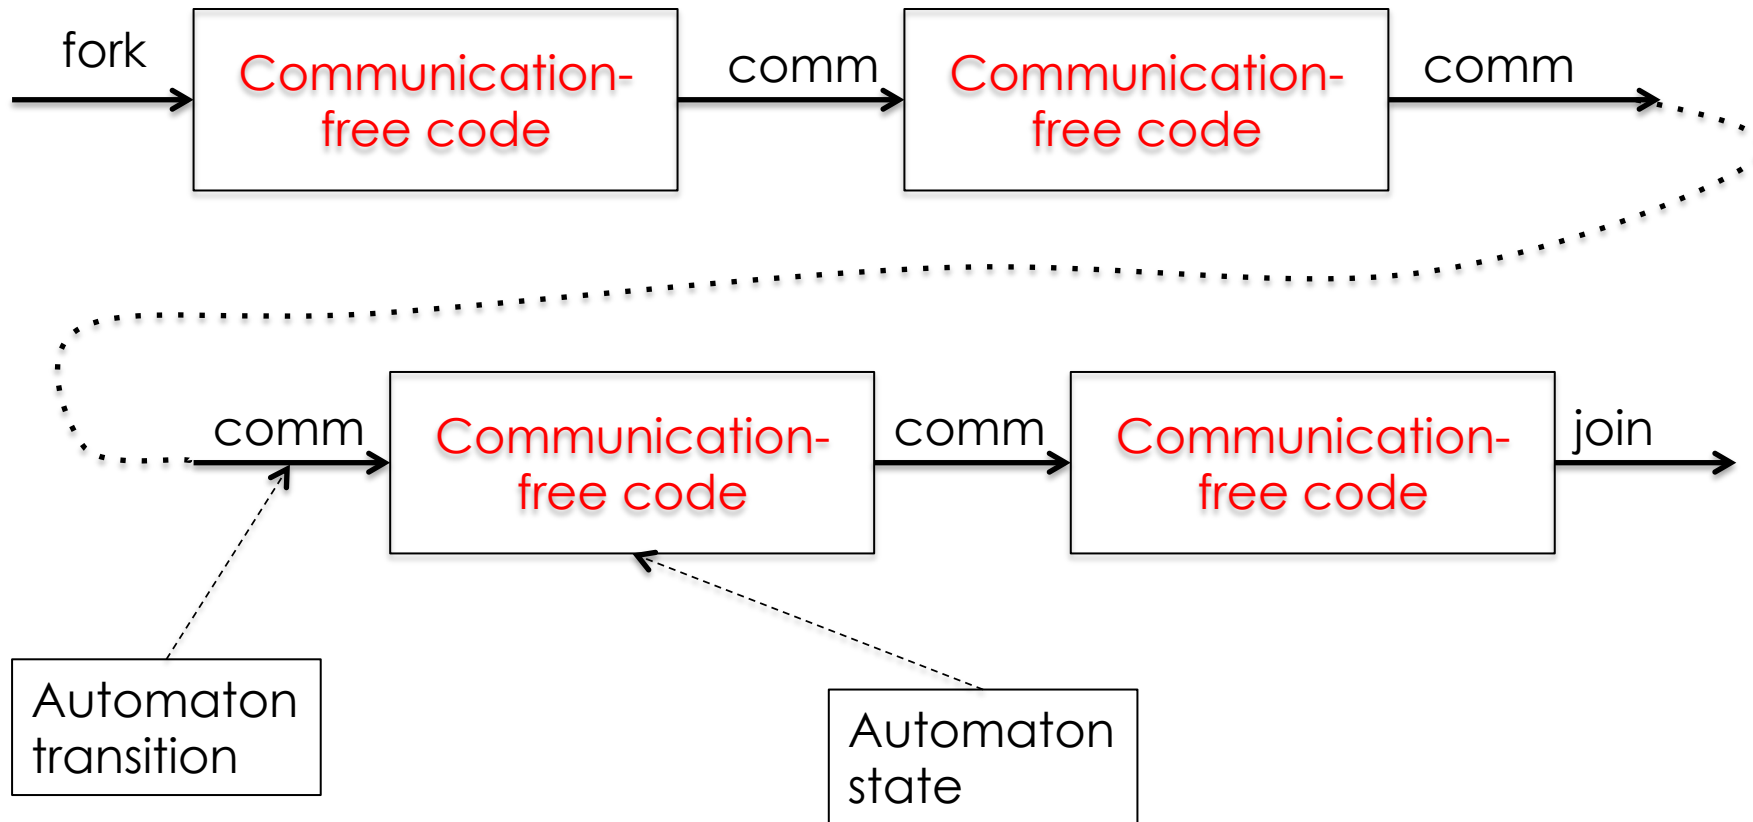 fork
Communication-
free code
comm
Communication-
free code
comm
comm
Communication-
free code
comm
Communication-
free code
join
Automaton
transition
Automaton
state